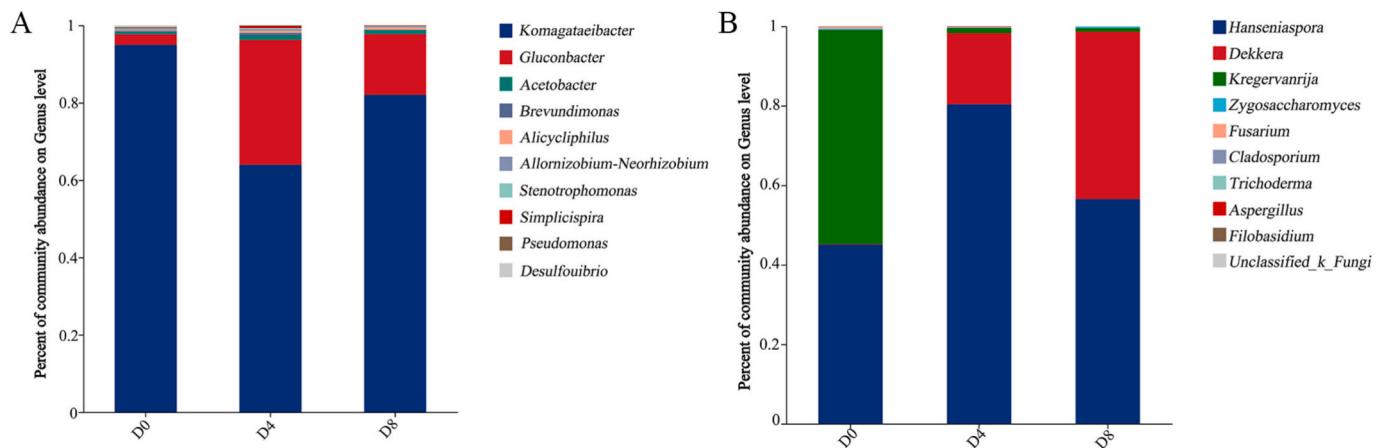 A
Percent of community abundance on Genus level
1
0.8
0.6
0.4
0.2
0
D0
D4
D8
Komagataeibacter
Gluconbacter
Acetobacter
Brevundimonas
Alicycliphilus
Allornizobium-Neorhizobium
Stenotrophomonas
Simplicispira
Pseudomonas
Desulfouibrio
B
Percent of community abundance on Genus level
1
0.8
0.6
0.4
0.2
0
D0
D4
D8
Hanseniaspora
Dekkera
Kregervanrija
Zygosaccharomyces
Fusarium
Cladosporium
Trichoderma
Aspergillus
Filobasidium
Unclassified_k_Fungi